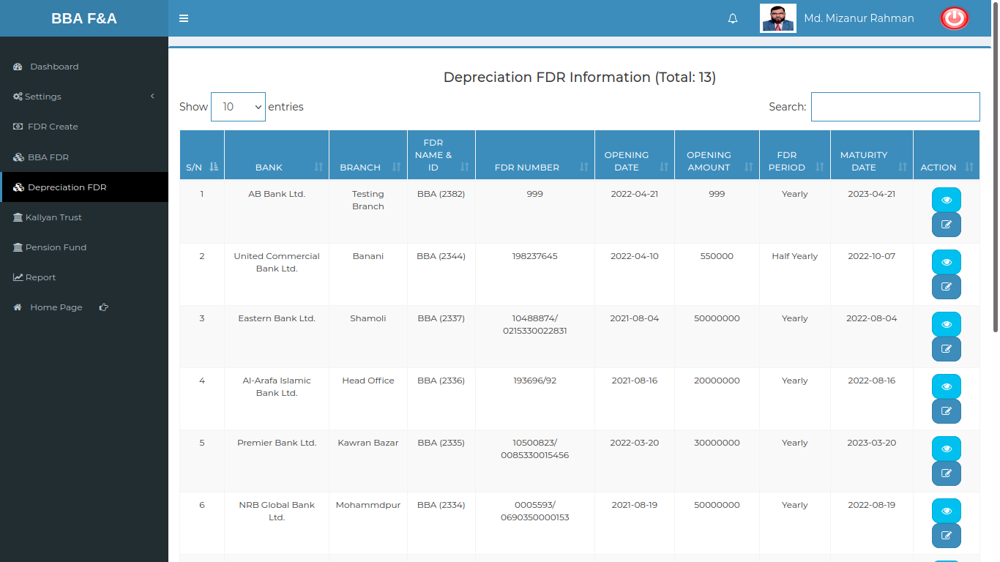 BBA F&A
Md. Mizanur Rahman
Dashboard
Settings
FDR Create
BBA FDR
Depreciation FDR
Kallyan Trust
Pension Fund
Report
Home Page
Depreciation FDR Information (Total: 13)
Show 10 entries
Search:
S/N
BANK
BRANCH
FDR
NAME &
ID
FDR NUMBER
OPENING
DATE
OPENING
AMOUNT
FDR
PERIOD
MATURITY
DATE
ACTION
1
AB Bank Ltd.
Testing
Branch
BBA (2382)
999
2022-04-21
999
Yearly
2023-04-21
2
United Commercial
Bank Ltd.
Banani
BBA (2344)
198237645
2022-04-10
550000
Half Yearly
2022-10-07
3
Eastern Bank Ltd.
Shamoli
BBA (2337)
10488874/
0215330022831
2021-08-04
50000000
Yearly
2022-08-04
4
Al-Arafa Islamic
Bank Ltd.
Head Office
BBA (2336)
193696/92
2021-08-16
20000000
Yearly
2022-08-16
5
Premier Bank Ltd.
Kawran Bazar
BBA (2335)
10500823/
0085330015456
2022-03-20
30000000
Yearly
2023-03-20
6
NRB Global Bank
Ltd.
Mohammdpur
BBA (2334)
0005593/
0690350000153
2021-08-19
50000000
Yearly
2022-08-19